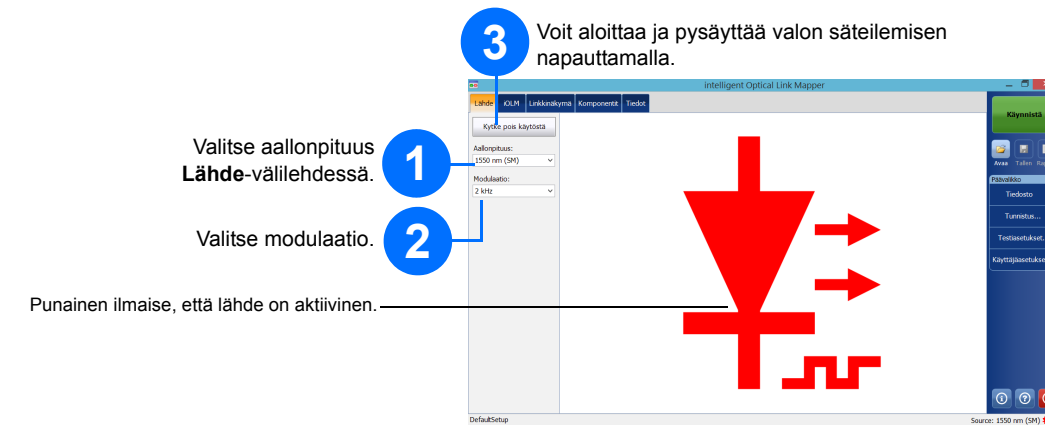 3
Voit aloittaa ja pysäyttää valon säteilemisen
napauttamalla.
Valitse aallonpituus
Lähde-välilehdessä.
1
Valitse modulaatio.
2
Punainen ilmaise, että lähde on aktiivinen.
intelligent Optical Link Mapper
Lähde iOLM Linkkinäkymä Komponentit Tiedot
Kytke pois käytöstä
Aallonpituus:
1550 nm (SM)
Modulaatio:
2 kHz
Käynnistä
Avaa Tallen Ra
Päävalikko
Tiedosto
Tunnistus...
Testiasetukset.
Käyttäjäasetukse
DefaultSetup
Source: 1550 nm (SM)